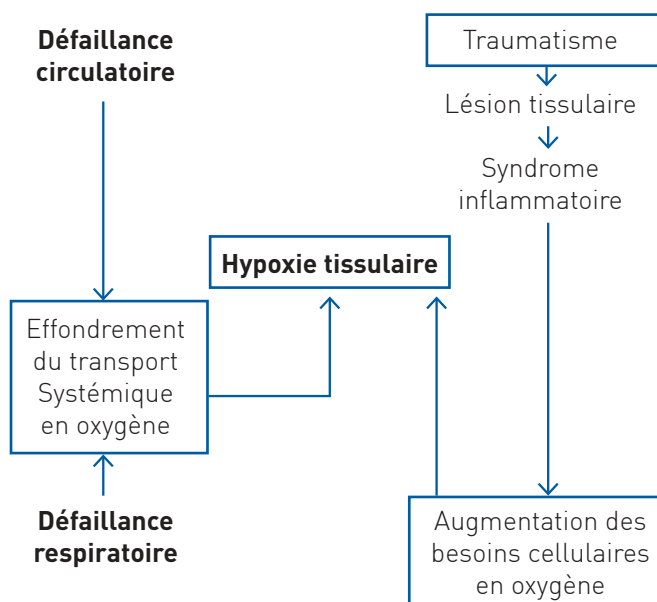 Défaillance
circulatoire
Traumatisme
Lésion tissulaire
Syndrome
inflammatoire
Hypoxie tissulaire
Effondrement
du transport
Systémique
en oxygène
Défaillance
respiratoire
Augmentation des
besoins cellulaires
en oxygène